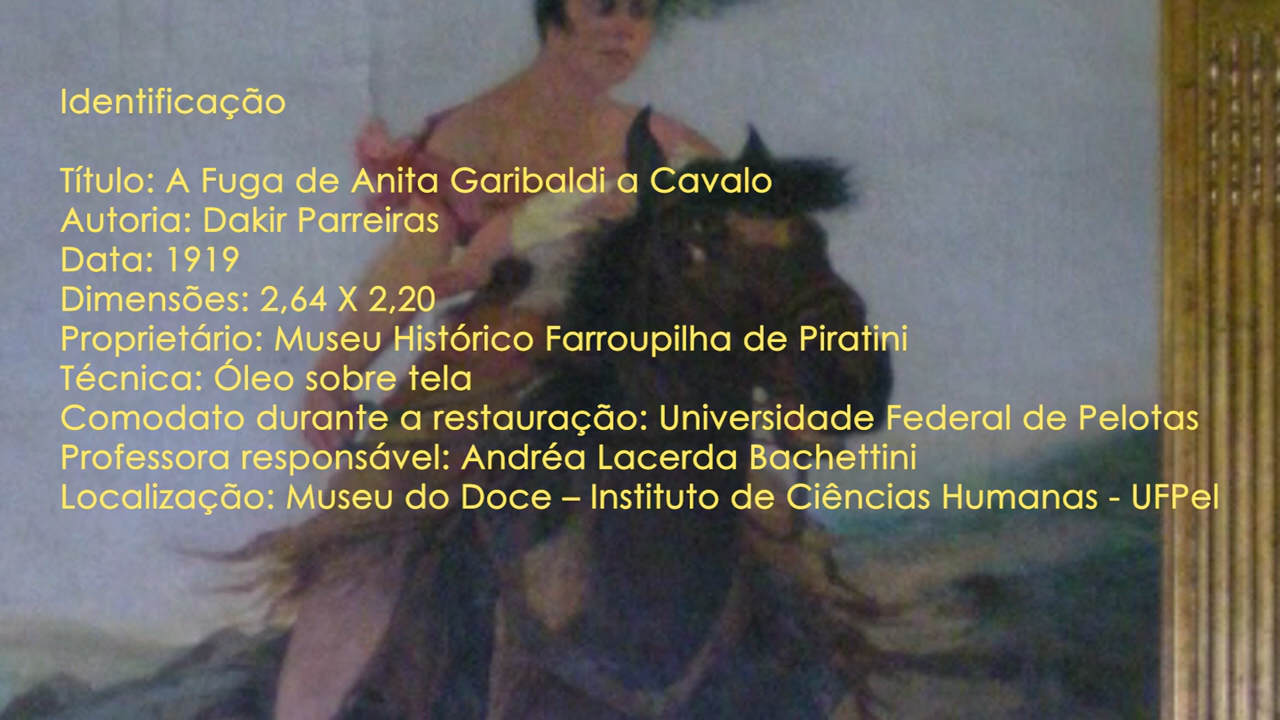 Identificação
Título: A Fuga de Anita Garibaldi a Cavalo
Autoria: Dakir Parreiras
Data: 1919
Dimensões: 2,64 X 2,20
Proprietário: Museu Histórico Farroupilha de Piratini
Técnica: Óleo sobre tela
Comodato durante a restauração: Universidade Federal de Pelotas
Professora responsável: Andréa Lacerda Bachettini
Localização: Museu do Doce – Instituto de Ciências Humanas - UFPel